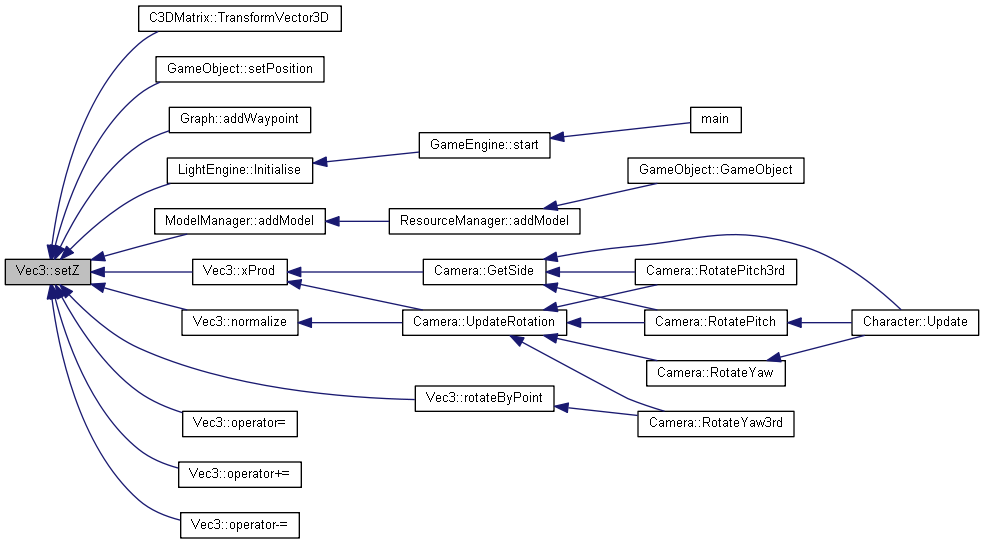 C3DMatrix::TransformVector3D
GameObject::setPosition
Graph::addWaypoint
main
GameEngine::start
LightEngine::Initialise
GameObject::GameObject
ModelManager::addModel
ResourceManager::addModel
Vec3::setZ
Vec3::xProd
Camera::GetSide
Camera::RotatePitch3rd
Vec3::normalize
Camera::UpdateRotation
Camera::RotatePitch
Character::Update
Camera::RotateYaw
Vec3::rotateByPoint
Vec3::operator=
Camera::RotateYaw3rd
Vec3::operator+=
Vec3::operator-=